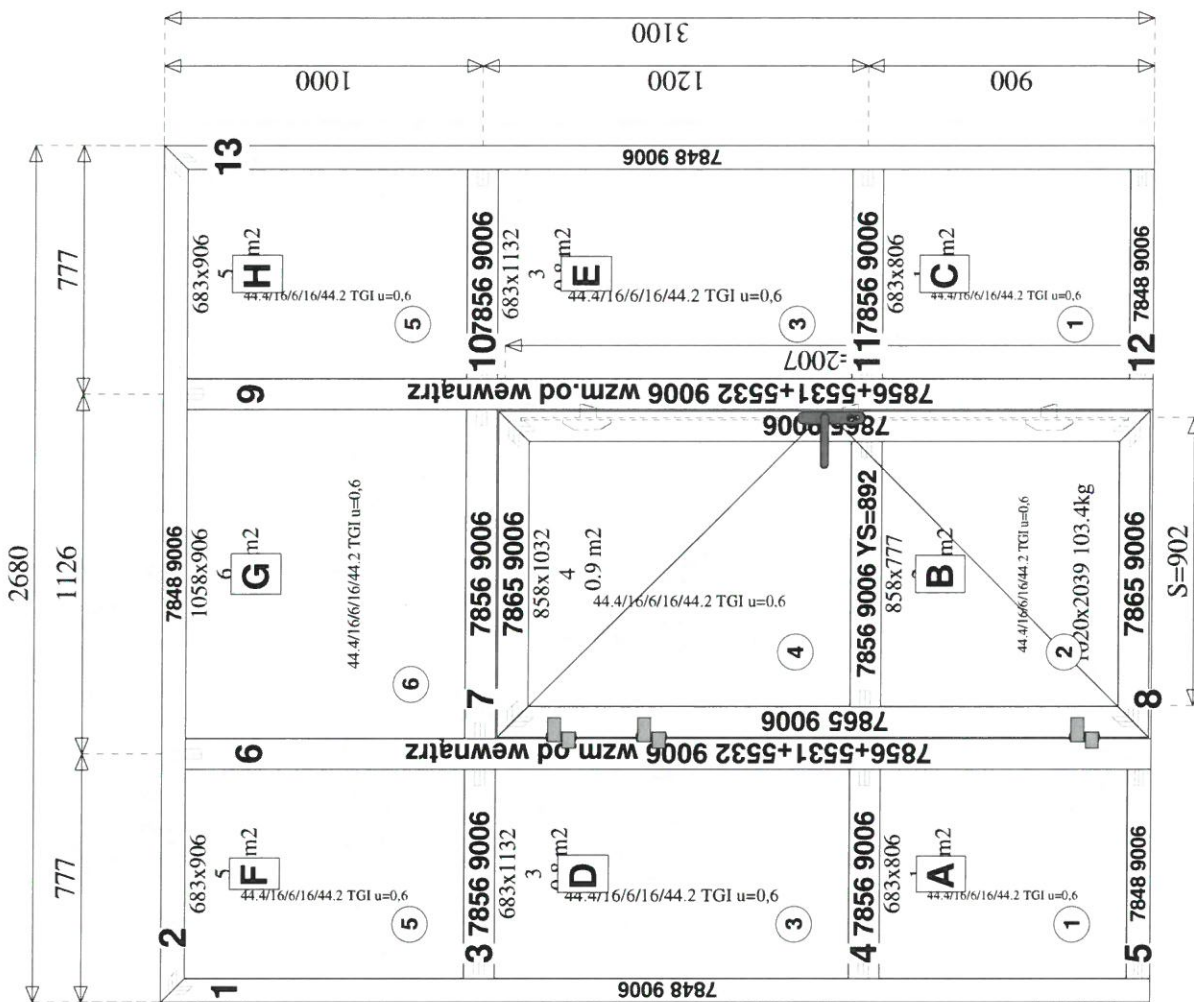 2680
777
1126
777
3100
1000
1200
900
2
13
7848 9006
683x906
5
F
m2
44.4/16/6/16/44.2 TGI u=0,6
5
1058x906
6
G
m2
44.4/16/6/16/44.2 TGI u=0,6
6
683x906
5
H
m2
44.4/16/6/16/44.2 TGI u=0,6
5
1
6
9
3
7856 9006
7
7856 9006
10
7856 9006
7865 9006
683x1132
3
D
m2
44.4/16/6/16/44.2 TGI u=0,6
3
858x1032
4
0.9 m2
44.4/16/6/16/44.2 TGI u=0.6
4
683x1132
3
E
m2
44.4/16/6/16/44.2 TGI u=0,6
3
7848 9006
7856+5531+5532 9006 wzm.od wewnątrz
7865 9006
7865 9006
7856+5531+5532 9006 wzm.od wewnątrz
=2007
7848 9006
4
7856 9006
7856 9006 YS=892
11
7856 9006
683x806
A
m2
44.4/16/6/16/44.2 TGI u=0,6
1
858x777
B
m2
44.4/16/6/16/44.2 TGI u=0,6
2
1020x2039 103.4kg
683x806
C
m2
44.4/16/6/16/44.2 TGI u=0,6
1
5
7848 9006
8
7865 9006
12
7848 9006
S=902